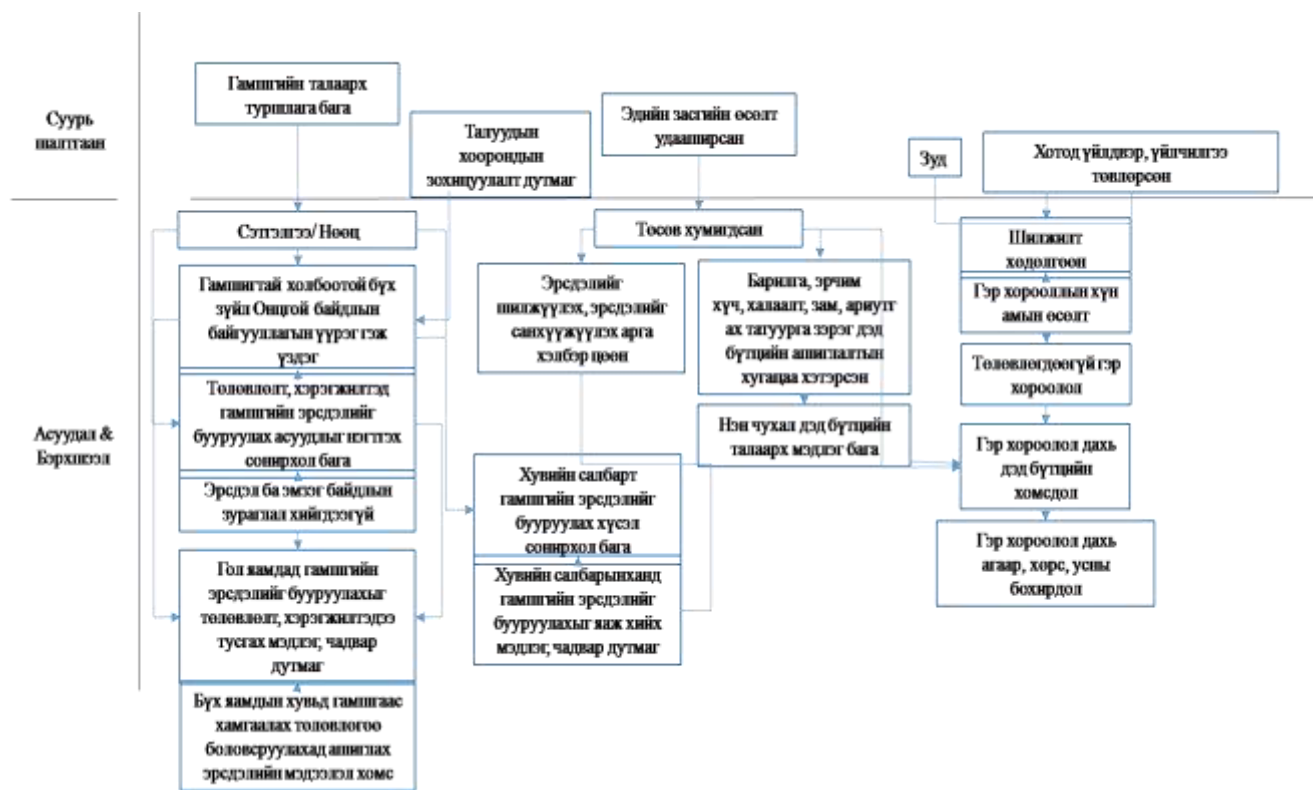 Суурь
шалтгаан
Гамшгийн талаарх
туршлага бага
Талуудын
хоорондын
зохицуулалт дутмаг
Эдийн засгийн өсөлт
удааширсан
Зуд
Хотод үйлдвэр, үйлчилгээ
төвлөрсөн
Асуудал &
Бэрхшээл
Сэтгэлгээ/ Нөөц
Гамшигтай холбоотой бүх
зүйл Онцгой байдлын
байгууллагын үүрэг гэж
үздэг
Төлөвлөлт, хэрэгжилтэд
гамшгийн эрсдэлийг
бууруулах асуудлыг нэгтгэх
сонирхол бага
Эрсдэл ба эмзэг байдлын
зураглал хийгдээгүй
Гол яамдад гамшгийн
эрсдэлийг бууруулахыг
төлөвлөлт, хэрэгжилтэдээ
тусгах мэдлэг, чадвар
дутмаг
Бүх яамдын хувьд гамшгаас
хамгаалах төлөвлөгөө
боловсруулахад ашиглах
эрсдэлийн мэдээлэл хомс
Төсөв хумигдсан
Эрсдэлийг
шилжүүлэх, эрсдэлийг
санхүүжүүлэх арга
хэлбэр цөөн
Барилга, эрчим
хүч, халаалт, зам, ариутг
ах татуурга зэрэг дэд
бүтцийн ашиглалтын
хугацаа хэтэрсэн
Нэн чухал дэд бүтцийн
талаарх мэдлэг бага
Хувийн салбарт
гамшгийн эрсдэлийг
бууруулах хүсэл
сонирхол бага
Хувийн салбарынханд
гамшгийн эрсдэлийг
бууруулахыг яаж хийх
мэдлэг, чадвар дутмаг
Шилжилт
хөдөлгөөн
Гэр хорооллын хүн
амын өсөлт
Төлөвлөгдөөгүй гэр
хороолол
Гэр хороолол дахь
дэд бүтцийн
хомсдол
Гэр хороолол дахь
агаар, хөрс, усны
бохирдол